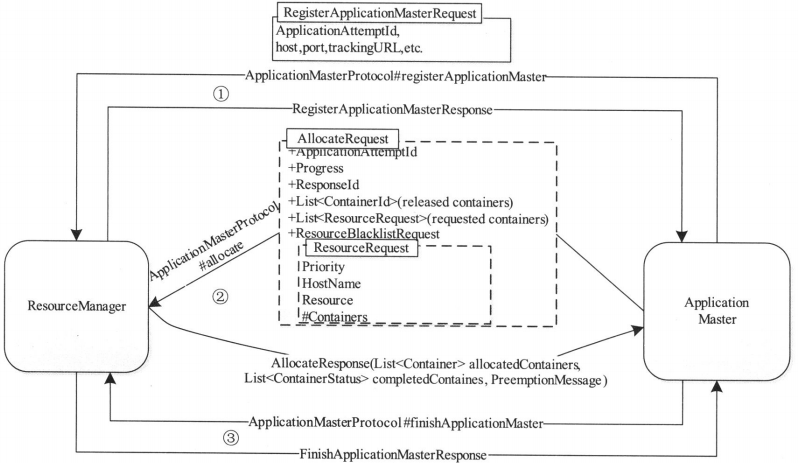 RegisterApplicationMasterRequest
ApplicationAttemptId,
host,port,trackingURL,etc.
ApplicationMasterProtocol#registerApplicationMaster
①
RegisterApplicationMasterResponse
AllocateRequest
+ApplicationAttemptId
+Progress
+ResponseId
+List<ContainerId>(released containers)
+List<ResourceRequest>(requested containers)
+ResourceBlacklistRequest
ApplicationMasterProtocol
#allocate
②
ResourceRequest
Priority
HostName
Resource
#Containers
ResourceManager
Application
Master
AllocateResponse(List<Container> allocatedContainers,
List<ContainerStatus> completedContaines, PreemptionMessage)
ApplicationMasterProtocol#finishApplicationMaster
③
FinishApplicationMasterResponse